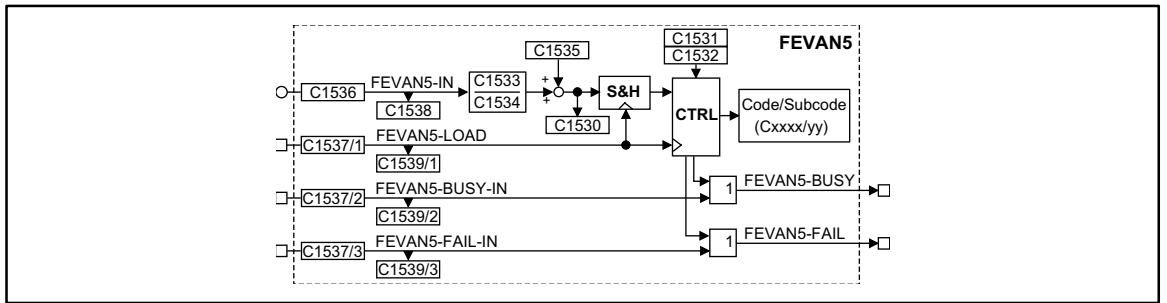 FEVAN5
C1531
C1532
C1535
C1536
FEVAN5-IN
C1538
C1533
C1534
+
+
C1530
S&H
CTRL
Code/Subcode
(Cxxxx/yy)
C1537/1
FEVAN5-LOAD
C1539/1
C1537/2
FEVAN5-BUSY-IN
C1539/2
1
FEVAN5-BUSY
C1537/3
FEVAN5-FAIL-IN
C1539/3
1
FEVAN5-FAIL